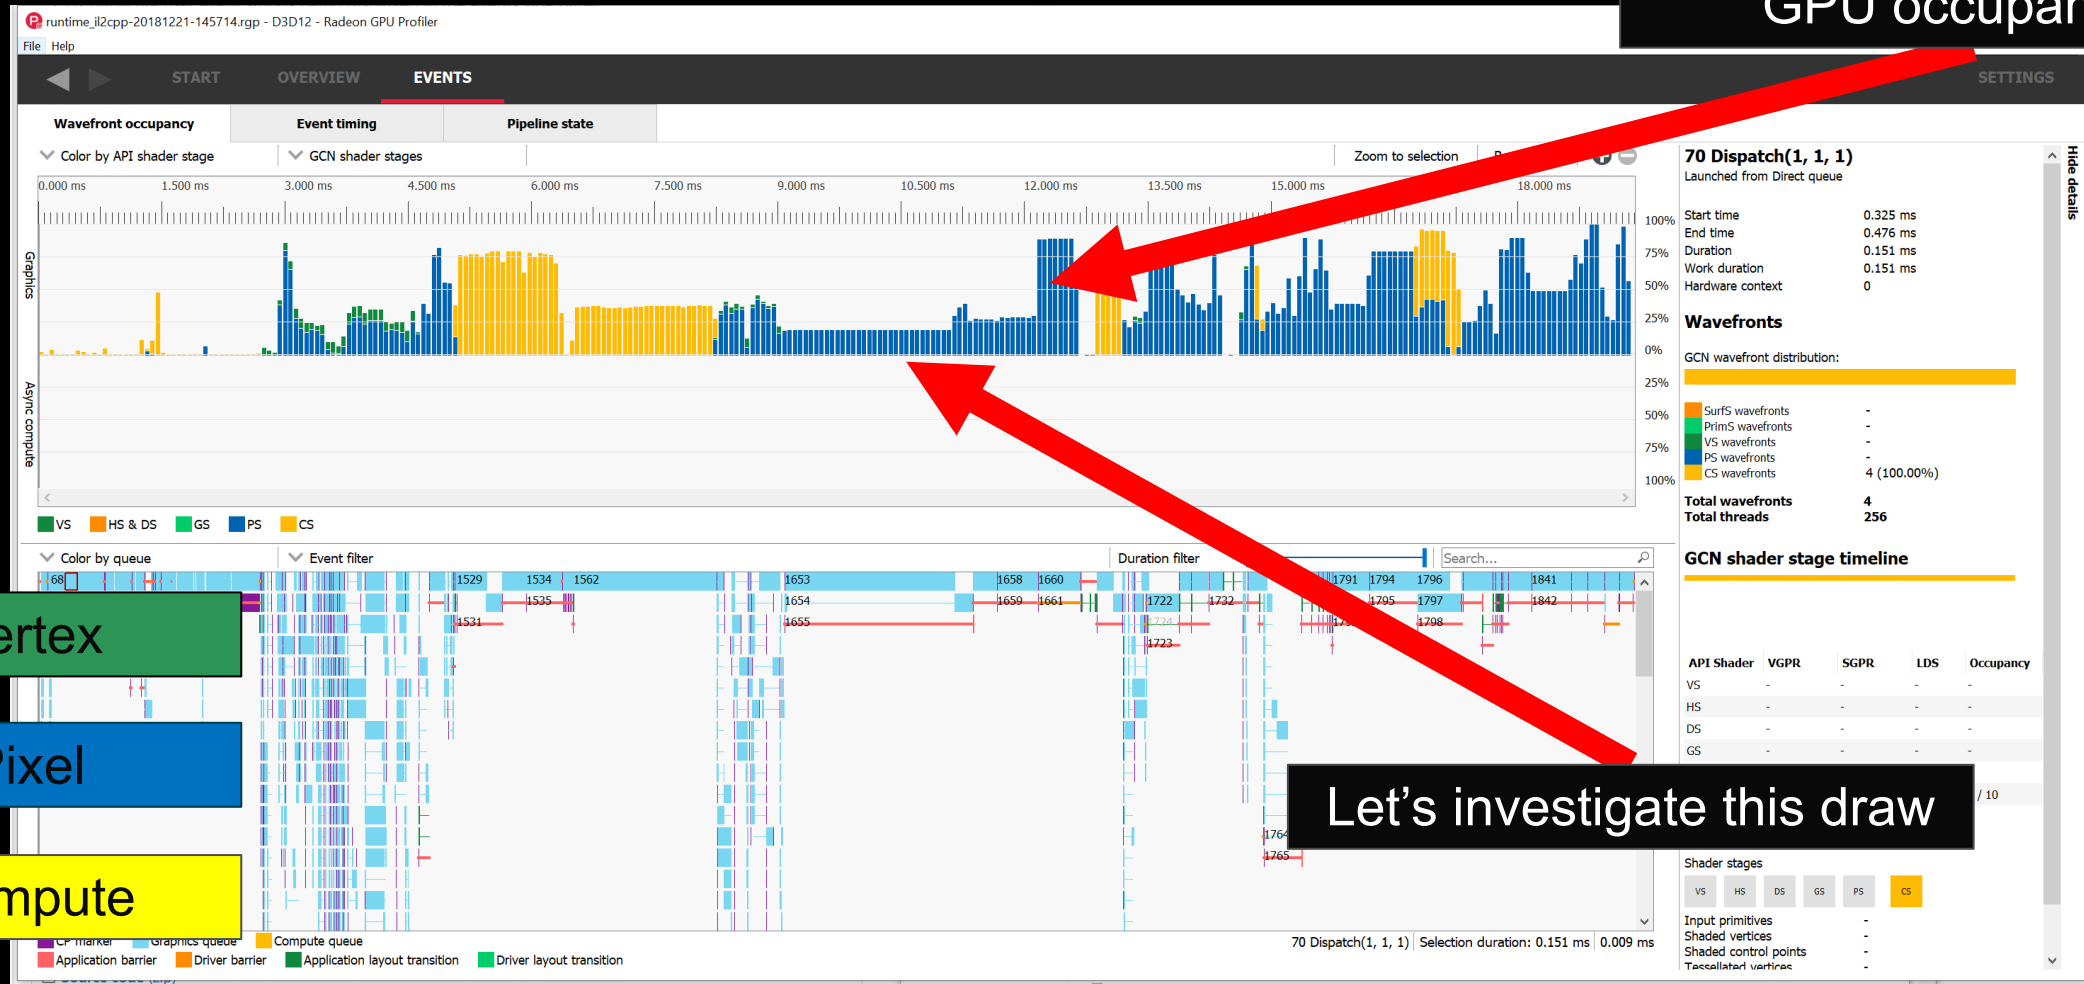 GPU occupan
runtime_il2cpp-20181221-145714.rgp - D3D12 - Radeon GPU Profiler
File Help
START OVERVIEW EVENTS SETTINGS
Wavefront occupancy Event timing Pipeline state
Color by API shader stage GCN shader stages Zoom to selection
0.000 ms 1.500 ms 3.000 ms 4.500 ms 6.000 ms 7.500 ms 9.000 ms 10.500 ms 12.000 ms 13.500 ms 15.000 ms 18.000 ms
Graphics
100%
75%
50%
25%
0%
Async compute
25%
50%
75%
100%
VS HS & DS GS PS CS
Color by queue Event filter Duration filter Search...
68 1529 1534 1562 1653 1658 1660 1791 1794 1796 1841
1535 1654 1659 1661 1722 1732 1795 1797 1842
1531 1655 1724 1798
1723
1764
1765
ertex
Pixel
mpute
Let's investigate this draw
CP marker Graphics queue Compute queue
Application barrier Driver barrier Application layout transition Driver layout transition
70 Dispatch(1, 1, 1) Selection duration: 0.151 ms 0.009 ms
Source code (zip)
Hide details
70 Dispatch(1, 1, 1)
Launched from Direct queue
Start time 0.325 ms
End time 0.476 ms
Duration 0.151 ms
Work duration 0.151 ms
Hardware context 0
Wavefronts
GCN wavefront distribution:
SurfS wavefronts -
PrimS wavefronts -
VS wavefronts -
PS wavefronts -
CS wavefronts 4 (100.00%)
Total wavefronts 4
Total threads 256
GCN shader stage timeline
API Shader VGPR SGPR LDS Occupancy
VS - - - -
HS - - - -
DS - - - -
GS - - - -
/ 10
Shader stages
VS HS DS GS PS CS
Input primitives -
Shaded vertices -
Shaded control points -
Tessellated vertices -